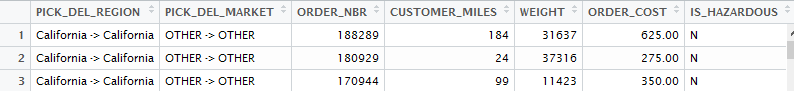 PICK_DEL_REGION PICK_DEL_MARKET ORDER_NBR CUSTOMER_MILES WEIGHT ORDER_COST IS_HAZARDOUS
1 California -> California OTHER -> OTHER 188289 184 31637 625.00 N
2 California -> California OTHER -> OTHER 180929 24 37316 275.00 N
3 California -> California OTHER -> OTHER 170944 99 11423 350.00 N